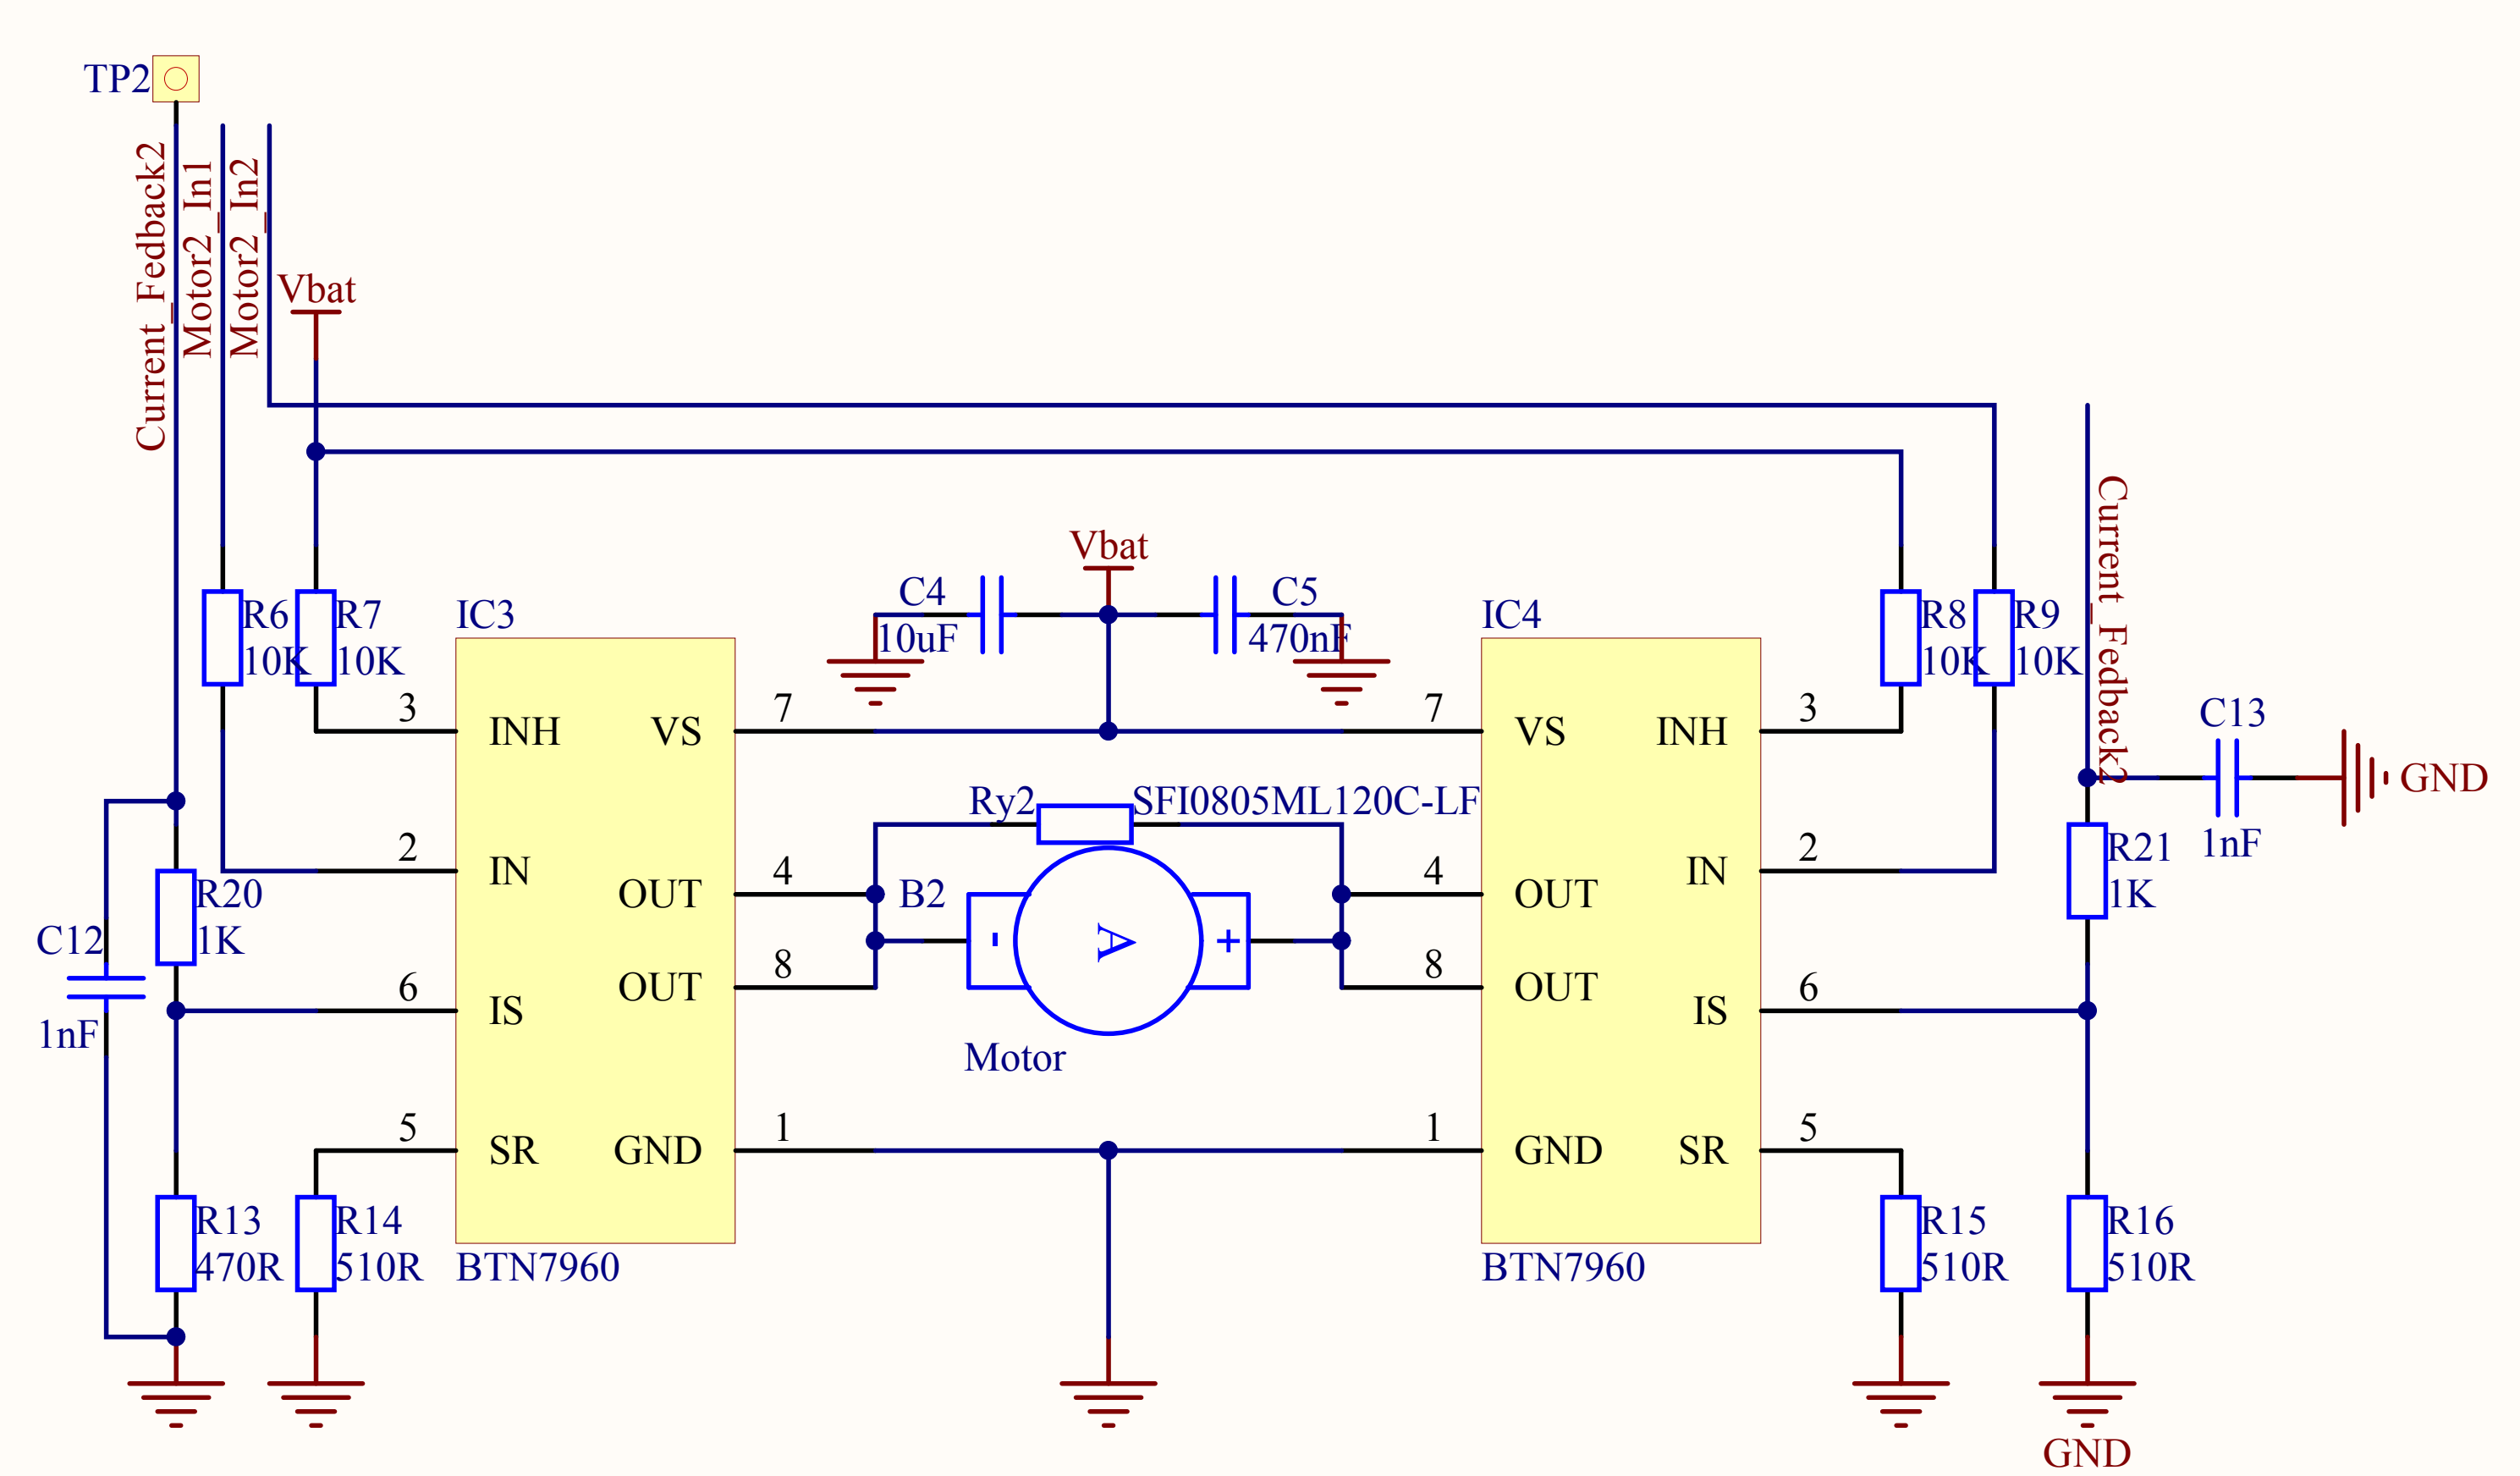 TP2
Current_Fedback2
Motor2_In1
Motor2_In2
Vbat
Current_Fedback2
Vbat
C4
10uF
C5
470nF
R6
10K
R7
10K
IC3
IC4
R8
10K
R9
10K
3
INH
VS
7
7
VS
INH
3
C13
1nF
GND
Ry2
SFI0805ML120C-LF
2
IN
OUT
4
B2
4
OUT
IN
2
R21
1K
R20
1K
C12
1nF
-
A
+
6
IS
OUT
8
8
OUT
IS
6
Motor
5
SR
GND
1
1
GND
SR
5
R13
470R
R14
510R
BTN7960
BTN7960
R15
510R
R16
510R
GND